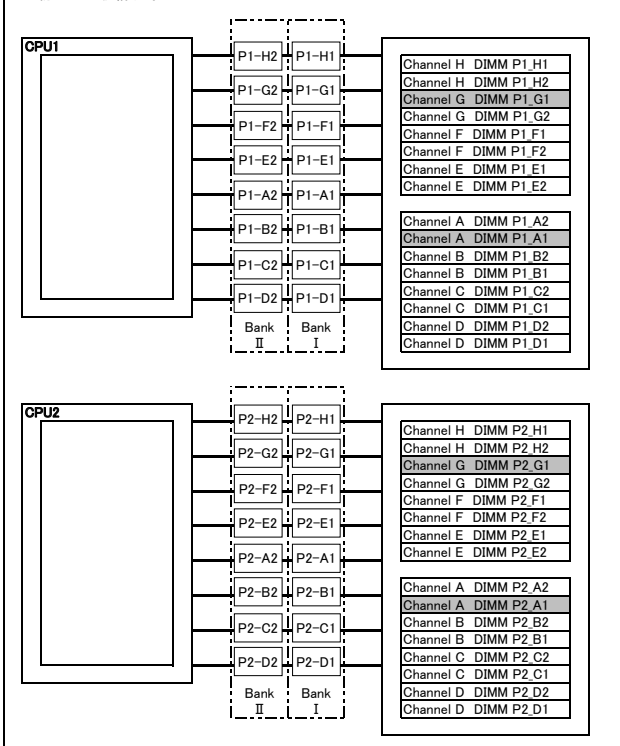 CPU1
P1-H2 P1-H1
P1-G2 P1-G1
P1-F2 P1-F1
P1-E2 P1-E1
P1-A2 P1-A1
P1-B2 P1-B1
P1-C2 P1-C1
P1-D2 P1-D1
Bank Bank
Ⅱ Ⅰ
Channel H DIMM P1_H1
Channel H DIMM P1_H2
Channel G DIMM P1_G1
Channel G DIMM P1_G2
Channel F DIMM P1_F1
Channel F DIMM P1_F2
Channel E DIMM P1_E1
Channel E DIMM P1_E2
Channel A DIMM P1_A2
Channel A DIMM P1_A1
Channel B DIMM P1_B2
Channel B DIMM P1_B1
Channel C DIMM P1_C2
Channel C DIMM P1_C1
Channel D DIMM P1_D2
Channel D DIMM P1_D1
CPU2
P2-H2 P2-H1
P2-G2 P2-G1
P2-F2 P2-F1
P2-E2 P2-E1
P2-A2 P2-A1
P2-B2 P2-B1
P2-C2 P2-C1
P2-D2 P2-D1
Bank Bank
Ⅱ Ⅰ
Channel H DIMM P2_H1
Channel H DIMM P2_H2
Channel G DIMM P2_G1
Channel G DIMM P2_G2
Channel F DIMM P2_F1
Channel F DIMM P2_F2
Channel E DIMM P2_E1
Channel E DIMM P2_E2
Channel A DIMM P2_A2
Channel A DIMM P2_A1
Channel B DIMM P2_B2
Channel B DIMM P2_B1
Channel C DIMM P2_C2
Channel C DIMM P2_C1
Channel D DIMM P2_D2
Channel D DIMM P2_D1